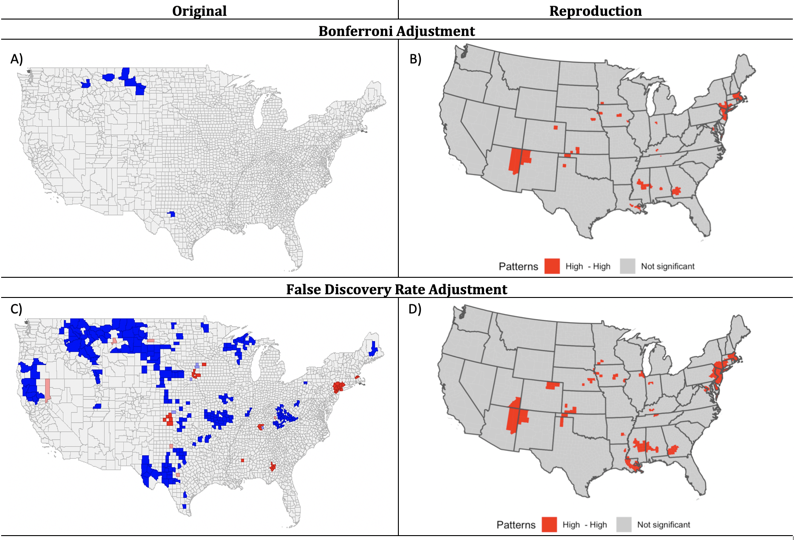 Original Reproduction
Bonferroni Adjustment
A) B)
Patterns High - High Not significant
False Discovery Rate Adjustment
C) D)
Patterns High - High Not significant